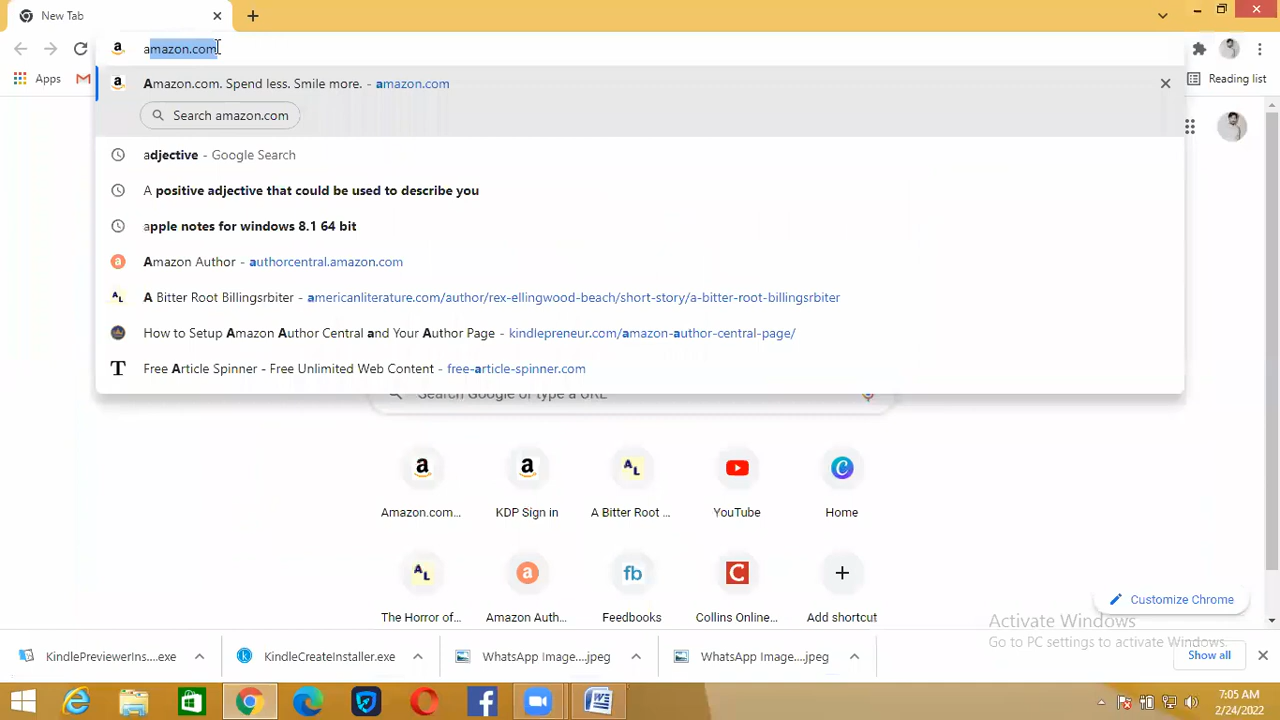 New Tab
amazon.com
Apps
Reading list
Amazon.com. Spend less. Smile more. - amazon.com
Search amazon.com
adjective - Google Search
A positive adjective that could be used to describe you
apple notes for windows 8.1 64 bit
Amazon Author - authorcentral.amazon.com
A Bitter Root Billingsrbiter - americanliterature.com/author/rex-ellingwood-beach/short-story/a-bitter-root-billingsrbiter
How to Setup Amazon Author Central and Your Author Page - kindlepreneur.com/amazon-author-central-page/
Free Article Spinner - Free Unlimited Web Content - free-article-spinner.com
Search Google or type a URL
Amazon.com...
KDP Sign in
A Bitter Root ...
YouTube
Home
The Horror of...
Amazon Auth...
Feedbooks
Collins Online...
Add shortcut
Customize Chrome
Activate Windows
Go to PC settings to activate Windows.
KindlePreviewerIns....exe
KindleCreateInstaller.exe
WhatsApp Image....jpeg
WhatsApp Image....jpeg
Show all
7:05 AM
2/24/2022